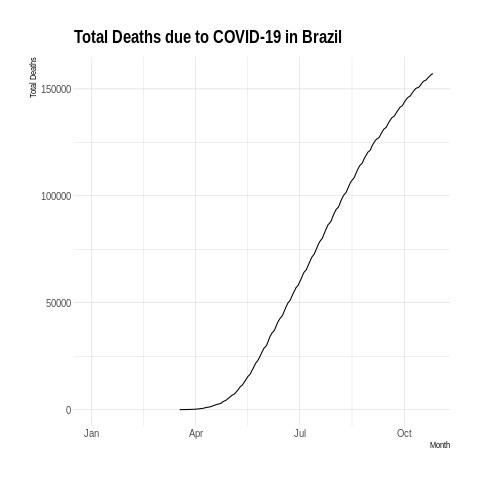 Total Deaths due to COVID-19 in Brazil
Total Deaths
150000
100000
50000
0
Jan Apr Jul Oct
Month